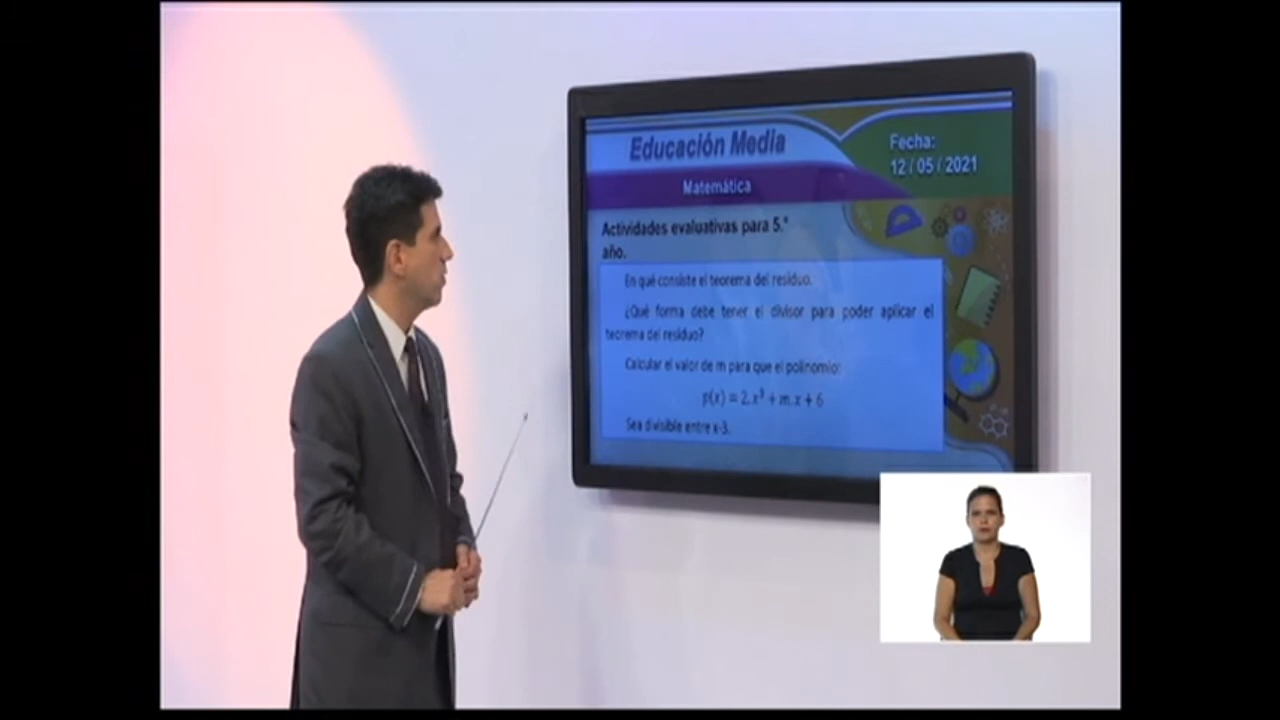 Educación Media
Fecha:
12 / 05 / 2021
Matemática
Actividades evaluativas para 5.°
año.
En qué consiste el teorema del residuo.
¿Qué forma debe tener el divisor para poder aplicar el
teorema del residuo?
Calcular el valor de m para que el polinomio:
p(x) = 2.x³ + m.x + 6
Sea divisible entre x-3.